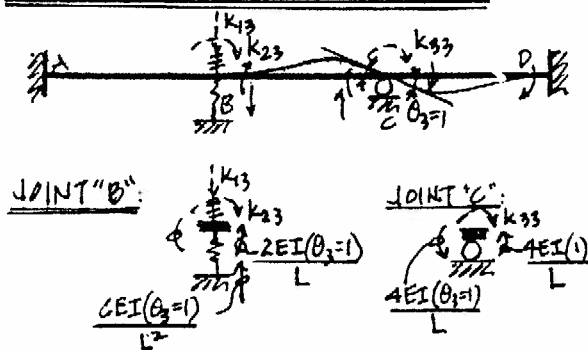 K13
K23
K33
A
B
C
D
θ3=1
JOINT "B":
K13
K23
2EI(θ3=1)
L
6EI(θ3=1)
L²
JOINT "C":
K33
4EI(1)
L
4EI(θ3=1)
L